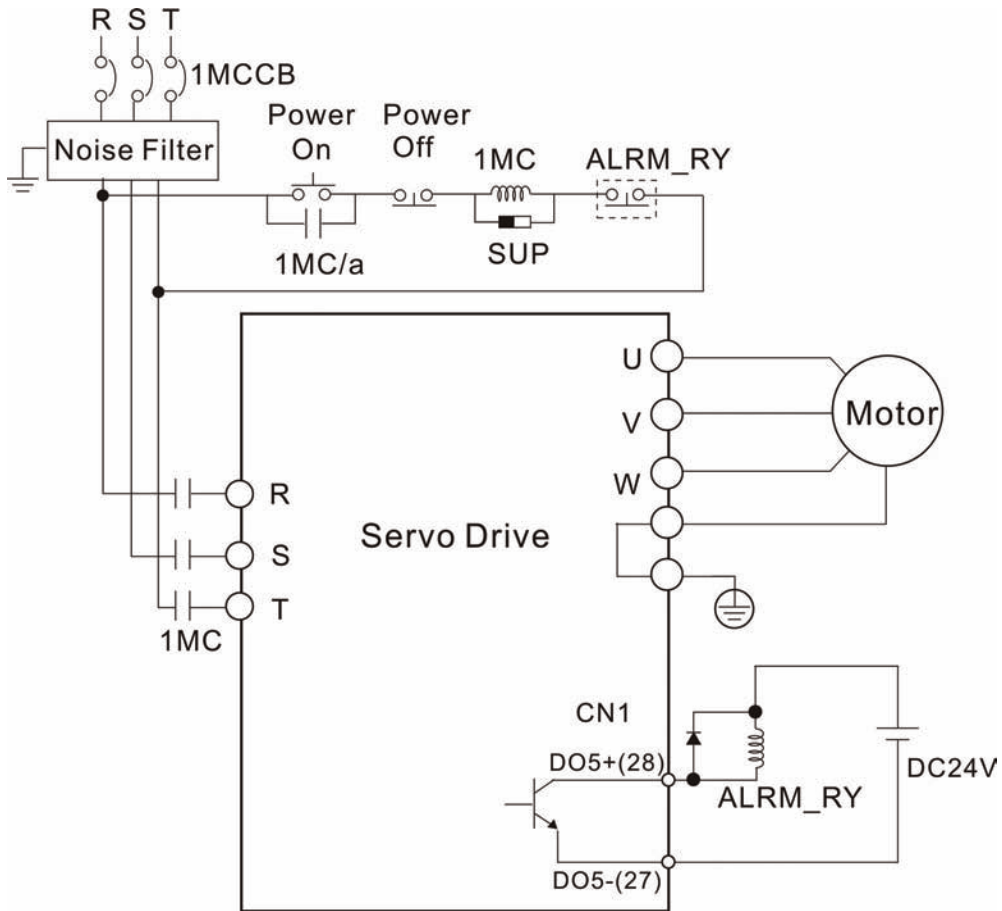 R S T
1MCCB
Noise Filter
Power
On
Power
Off
1MC
ALRM_RY
1MC/a
SUP
U
V
W
Motor
R
S
T
1MC
Servo Drive
CN1
DO5+(28)
ALRM_RY
DC24V
DO5-(27)